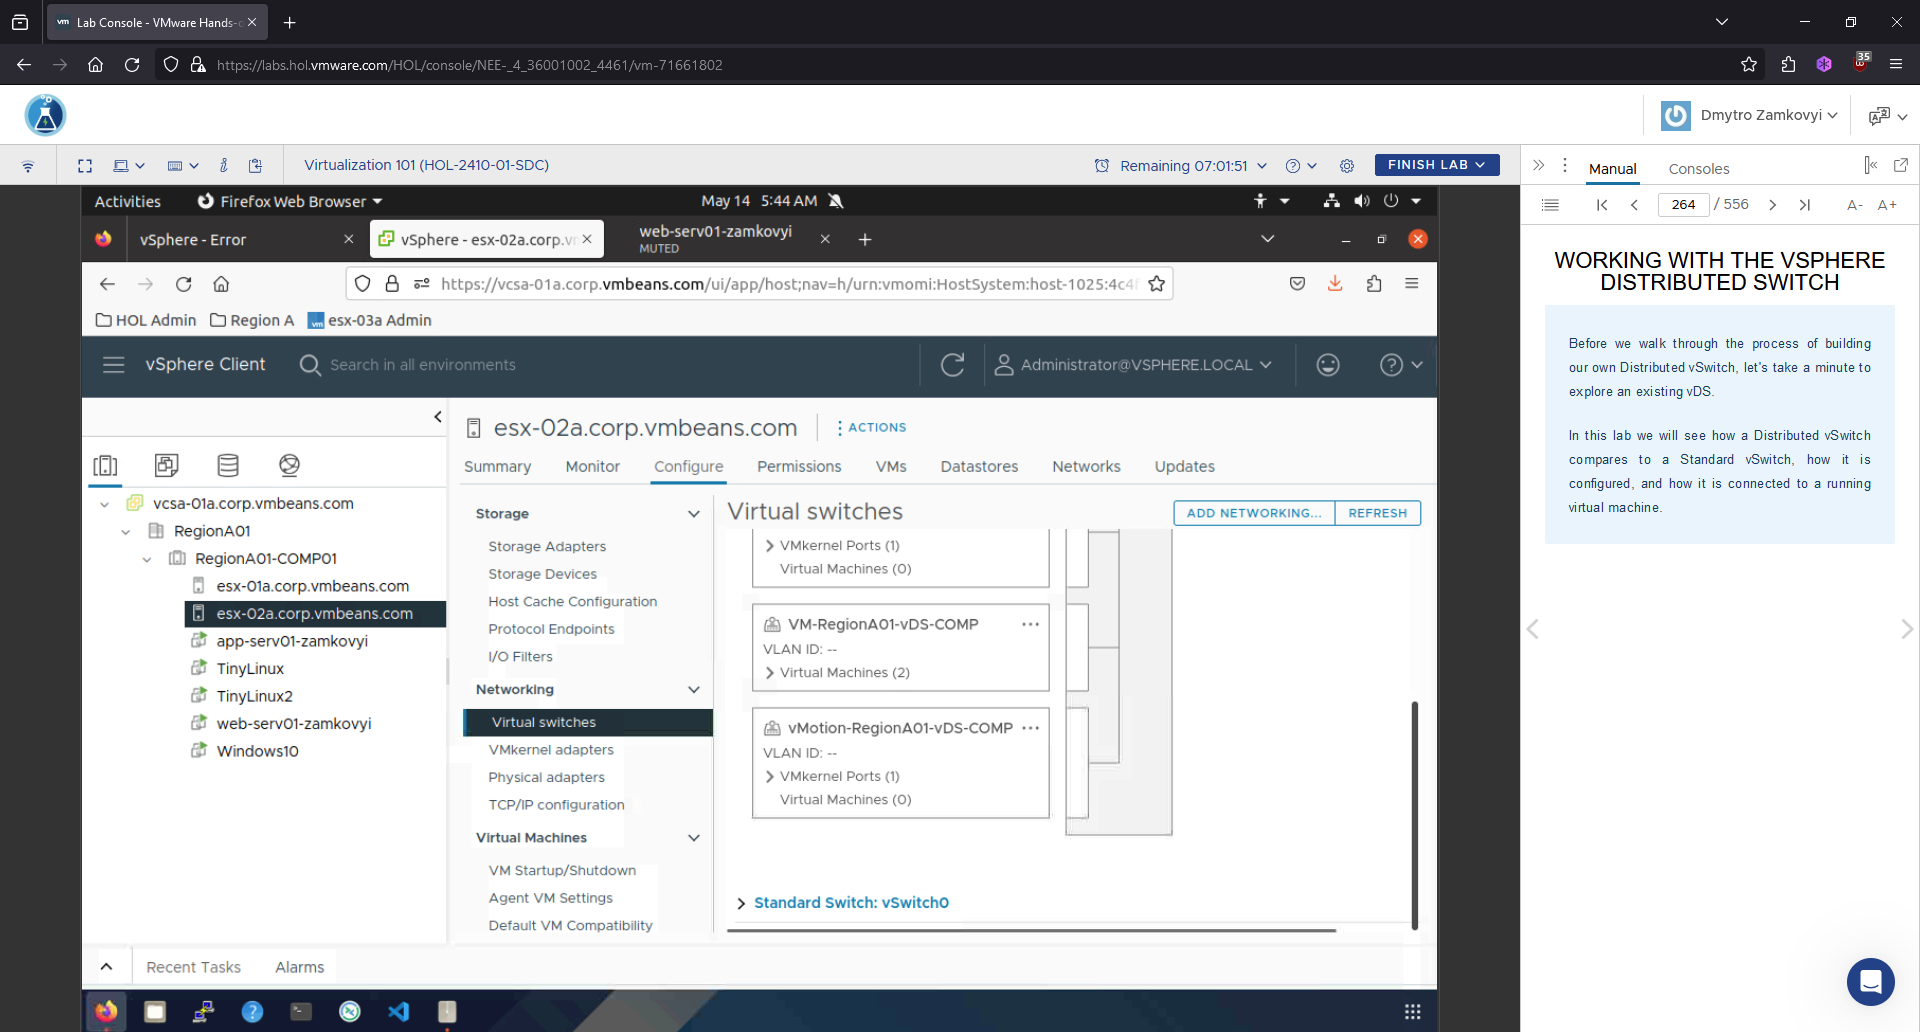 Lab Console - VMware Hands-
https://labs.hol.vmware.com/HOL/console/NEE-_4_36001002_4461/vm-71661802
35
Dmytro Zamkovyi
Virtualization 101 (HOL-2410-01-SDC)
Remaining 07:01:51
FINISH LAB
Manual
Consoles
264 / 556
A-
A+
WORKING WITH THE VSPHERE
DISTRIBUTED SWITCH
Before we walk through the process of building
our own Distributed vSwitch, let's take a minute to
explore an existing vDS.
In this lab we will see how a Distributed vSwitch
compares to a Standard vSwitch, how it is
configured, and how it is connected to a running
virtual machine.
Activities
Firefox Web Browser
May 14 5:44 AM
vSphere - Error
vSphere - esx-02a.corp.v
web-serv01-zamkovyi
MUTED
https://vcsa-01a.corp.vmbeans.com/ui/app/host;nav=h/urn:vmomi:HostSystem:host-1025:4c4f
HOL Admin
Region A
vm
esx-03a Admin
vSphere Client
Search in all environments
Administrator@VSPHERE.LOCAL
vcsa-01a.corp.vmbeans.com
RegionA01
RegionA01-COMP01
esx-01a.corp.vmbeans.com
esx-02a.corp.vmbeans.com
app-serv01-zamkovyi
TinyLinux
TinyLinux2
web-serv01-zamkovyi
Windows10
esx-02a.corp.vmbeans.com
ACTIONS
Summary
Monitor
Configure
Permissions
VMs
Datastores
Networks
Updates
Storage
Storage Adapters
Storage Devices
Host Cache Configuration
Protocol Endpoints
I/O Filters
Networking
Virtual switches
VMkernel adapters
Physical adapters
TCP/IP configuration
Virtual Machines
VM Startup/Shutdown
Agent VM Settings
Default VM Compatibility
Virtual switches
ADD NETWORKING...
REFRESH
VMkernel Ports (1)
Virtual Machines (0)
VM-RegionA01-vDS-COMP
VLAN ID: --
Virtual Machines (2)
vMotion-RegionA01-vDS-COMP
VLAN ID: --
VMkernel Ports (1)
Virtual Machines (0)
Standard Switch: vSwitch0
Recent Tasks
Alarms